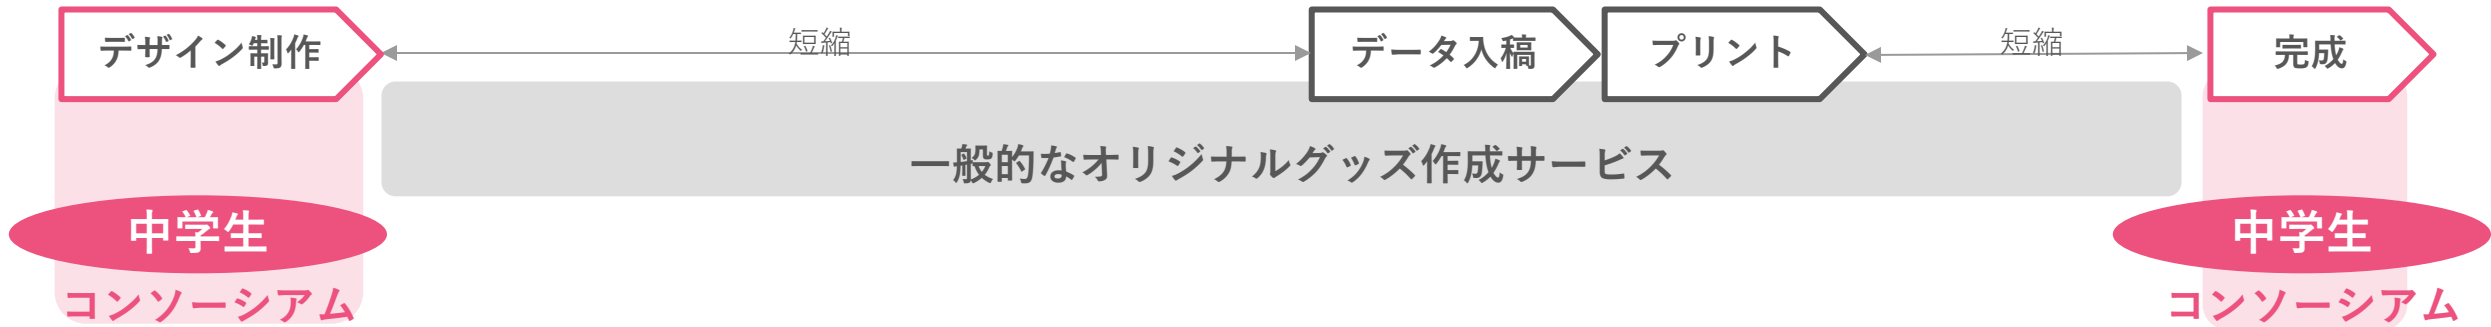 デザイン制作
短縮
データ入稿
プリント
短縮
完成
一般的なオリジナルグッズ作成サービス
中学生
中学生
コンソーシアム
コンソーシアム